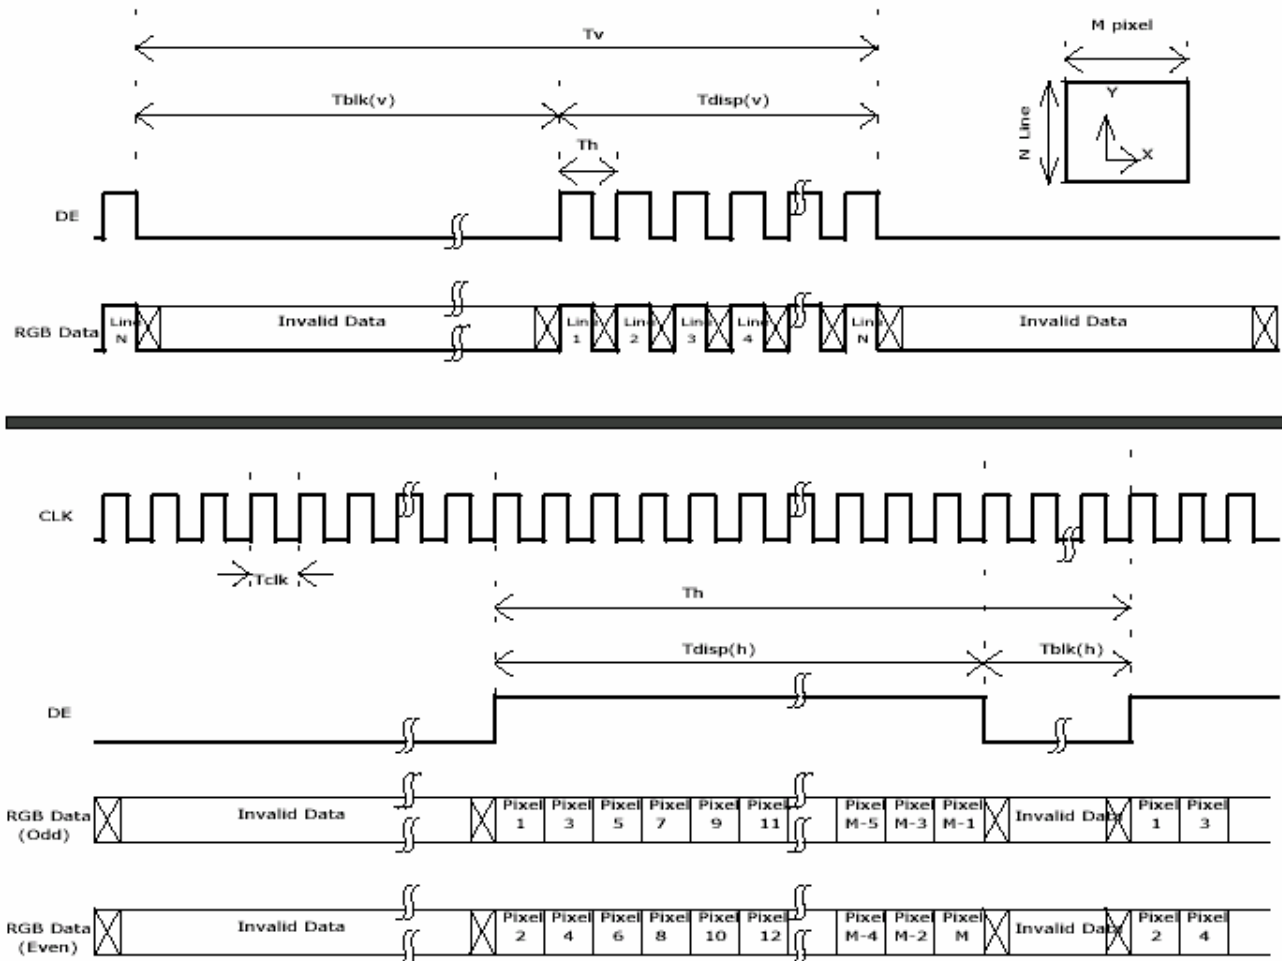 Tv
M pixel
Tblk(v)
Tdisp(v)
Th
N Line
Y
X
DE
RGB Data
Line N
Invalid Data
Line 1
Line 2
Line 3
Line 4
Line N
Invalid Data
CLK
Tclk
Th
Tdisp(h)
Tblk(h)
DE
RGB Data (Odd)
Invalid Data
Pixel 1
Pixel 3
Pixel 5
Pixel 7
Pixel 9
Pixel 11
Pixel M-5
Pixel M-3
Pixel M-1
Invalid Data
Pixel 1
Pixel 3
RGB Data (Even)
Invalid Data
Pixel 2
Pixel 4
Pixel 6
Pixel 8
Pixel 10
Pixel 12
Pixel M-4
Pixel M-2
Pixel M
Invalid Data
Pixel 2
Pixel 4